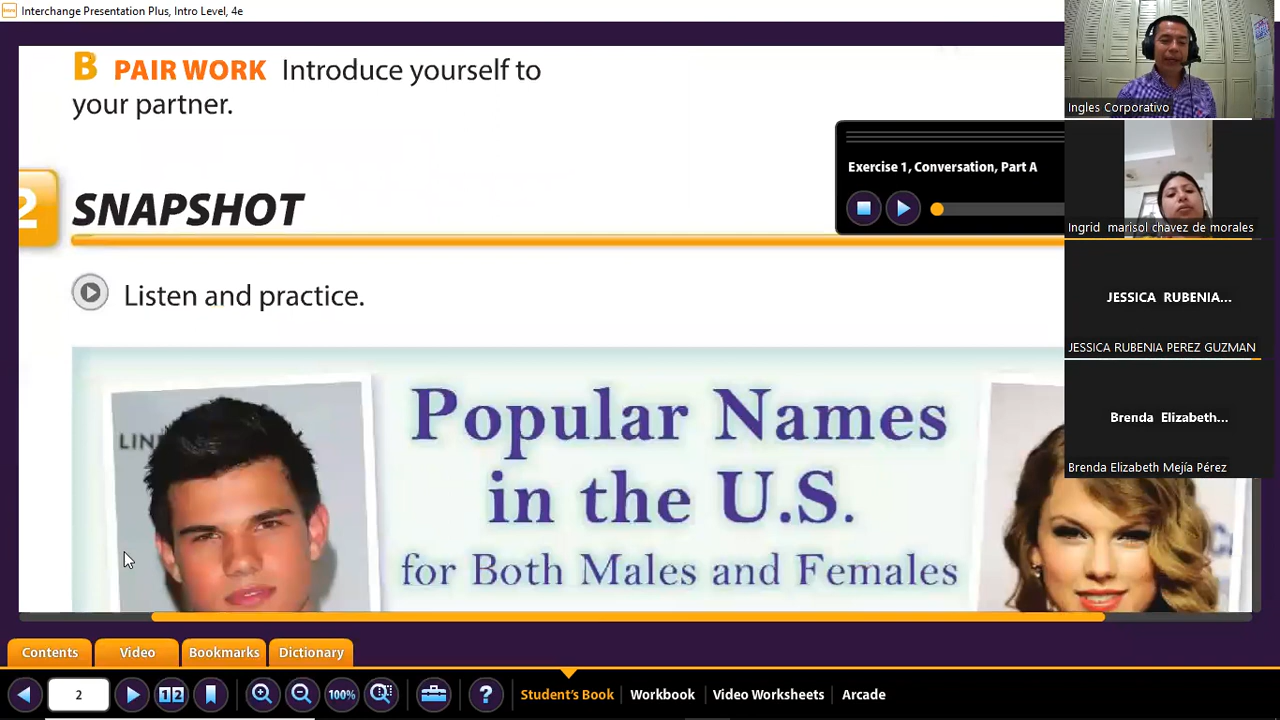 Interchange Presentation Plus, Intro Level, 4e
B PAIR WORK Introduce yourself to
your partner.
2 SNAPSHOT
Exercise 1, Conversation, Part A
Listen and practice.
Popular Names
in the U.S.
for Both Males and Females
Ingles Corporativo
Ingrid marisol chavez de morales
JESSICA RUBENIA...
JESSICA RUBENIA PEREZ GUZMAN
Brenda Elizabeth...
Brenda Elizabeth Mejía Pérez
Contents Video Bookmarks Dictionary
2 12 100% ? Student's Book Workbook Video Worksheets Arcade